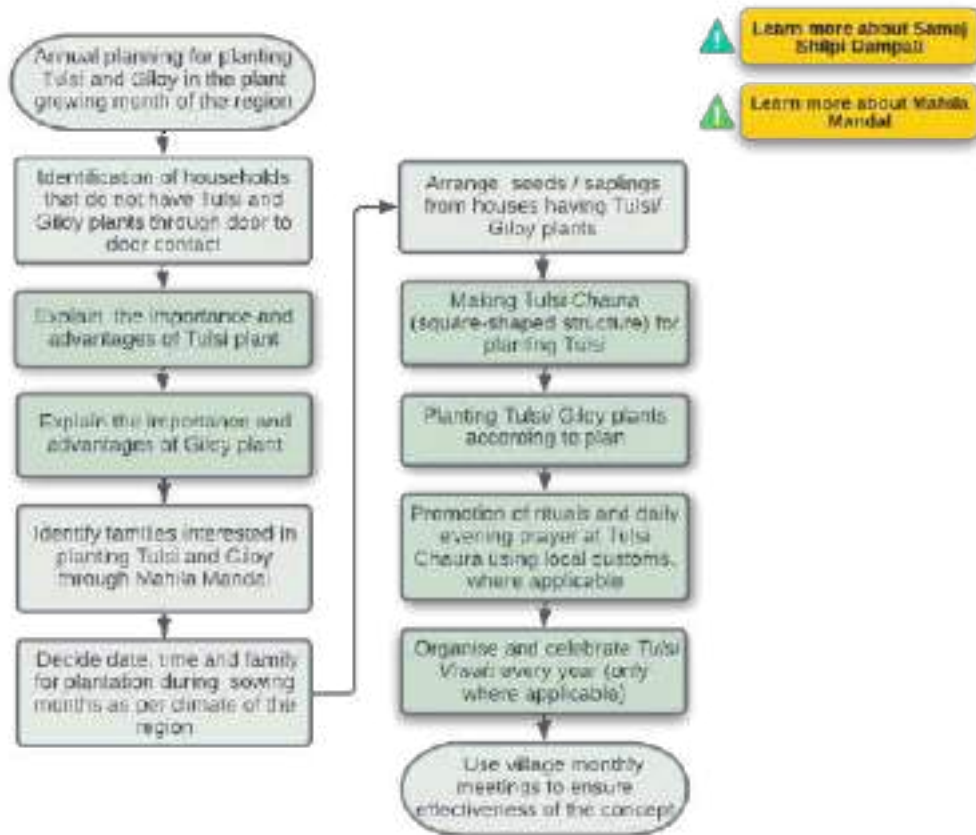 Annual planning for planting
Tulsi and Giloy in the plant
growing month of the region
Identification of households
that do not have Tulsi and
Giloy plants through door to
door contact
Explain the importance and
advantages of Tulsi plant
Explain the importance and
advantages of Giloy plant
Identify families interested in
planting Tulsi and Giloy
through Mahila Mandal
Decide date, time and family
for plantation during sowing
months as per climate of the
region
Arrange seeds / saplings
from houses having Tulsi/
Giloy plants
Making Tulsi Chaura
(square-shaped structure) for
planting Tulsi
Planting Tulsi/ Giloy plants
according to plan
Promotion of rituals and daily
evening prayer at Tulsi
Chaura using local customs,
where applicable
Organise and celebrate Tulsi
Vivah every year (only
where applicable)
Use village monthly
meetings to ensure
effectiveness of the concept
Learn more about Samaj
Shilpi Dampati
Learn more about Mahila
Mandal